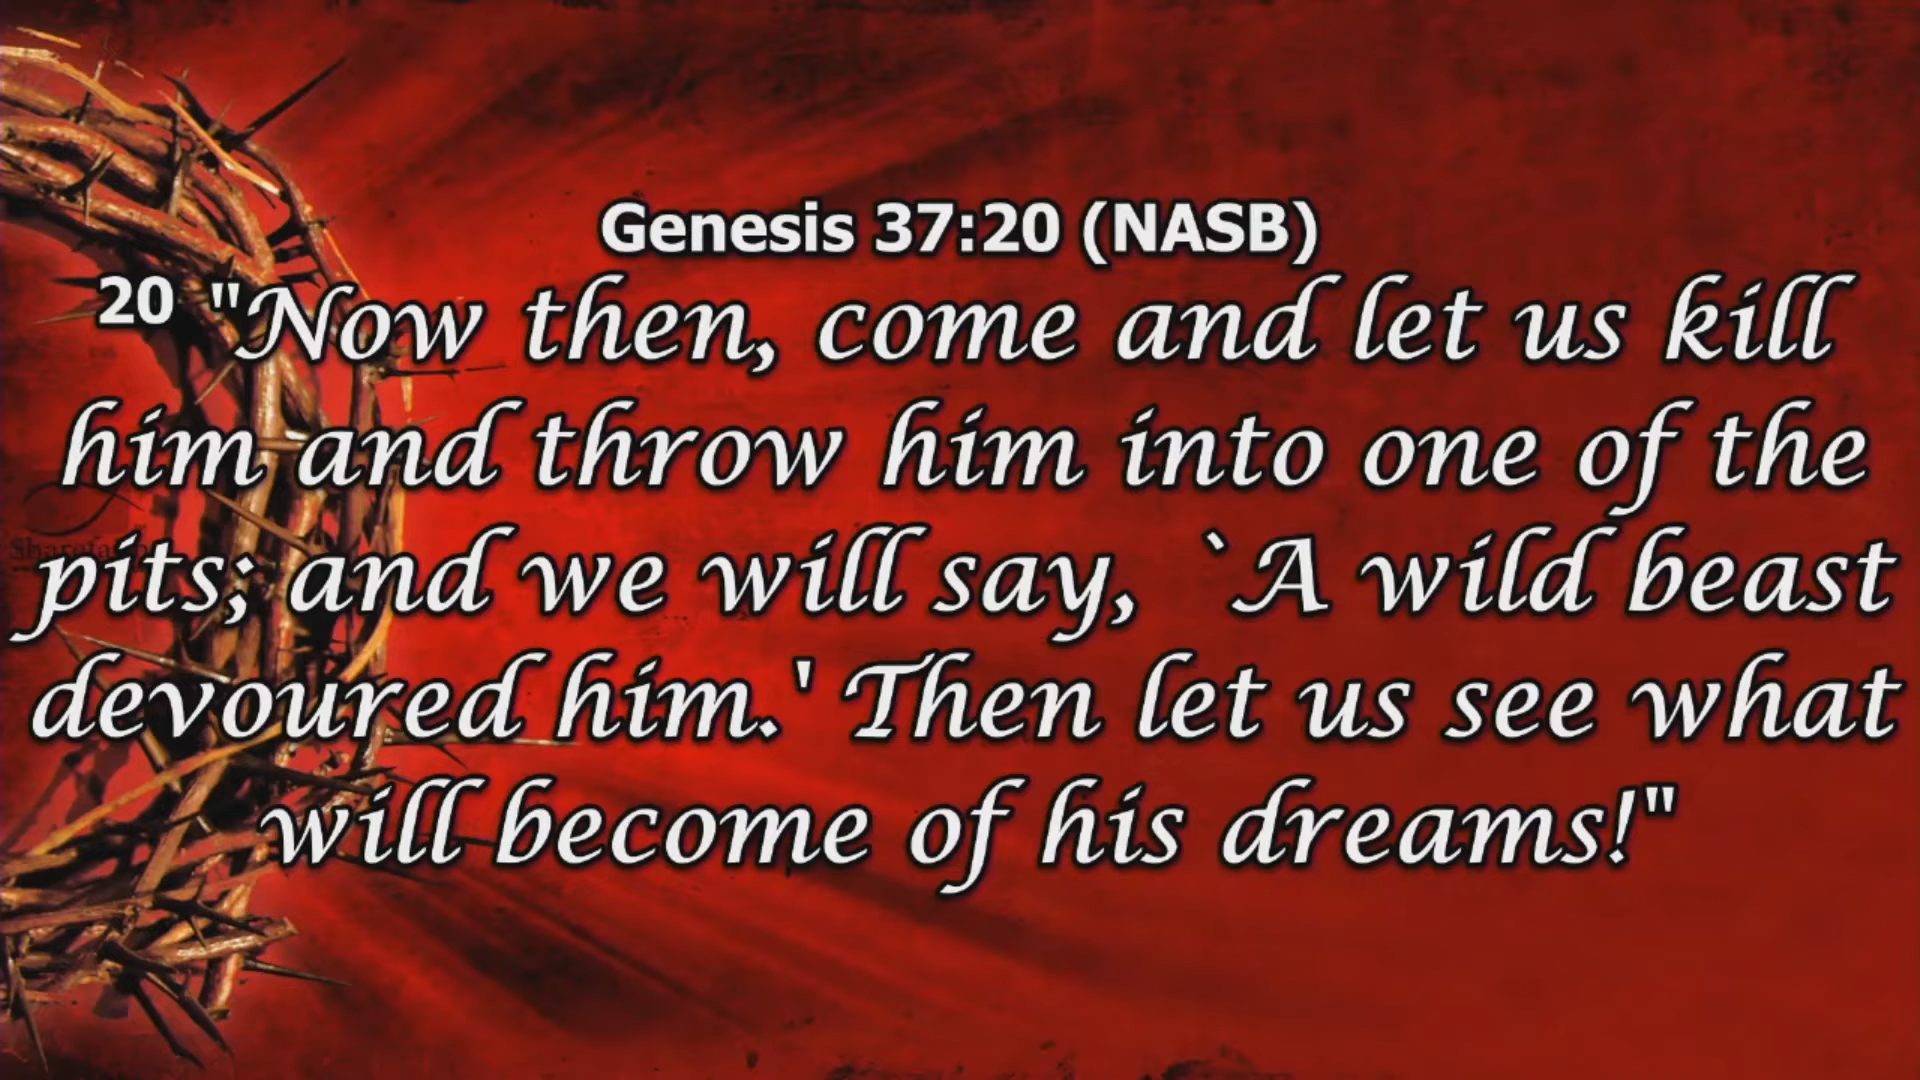 Genesis 37:20 (NASB)
20 "Now then, come and let us kill
him and throw him into one of the
pits; and we will say, `A wild beast
devoured him.' Then let us see what
will become of his dreams!"